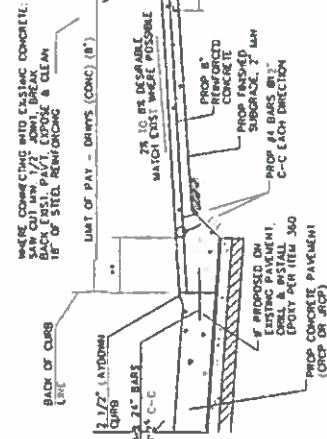 WHERE CONNECTING INTO EXISTING CONCRETE:
SAW CUT MIN. 1/2" JOINT, BREAK
BACK EXIST. PAV'T, EXPOSE & CLEAN
18" OF STEEL REINFORCING
LIMIT OF PAY - DRWYS (CONC) (8")
BACK OF CURB
LINE
2% TO 8% DESIRABLE
MATCH EXIST WHERE POSSIBLE
2 1/2" LAYDOWN
CURB
24" BARS
C-C
PROP 8"
REINFORCED
CONCRETE
PROP FINISHED
SUBGRADE, 2" MIN
PROP #4 BARS @12"
C-C EACH DIRECTION
IF PROPOSED ON
EXISTING PAVEMENT,
DRILL & INSTALL
EPOXY PER ITEM 360
PROP CONCRETE PAVEMENT
(CRCP OR JRCP)